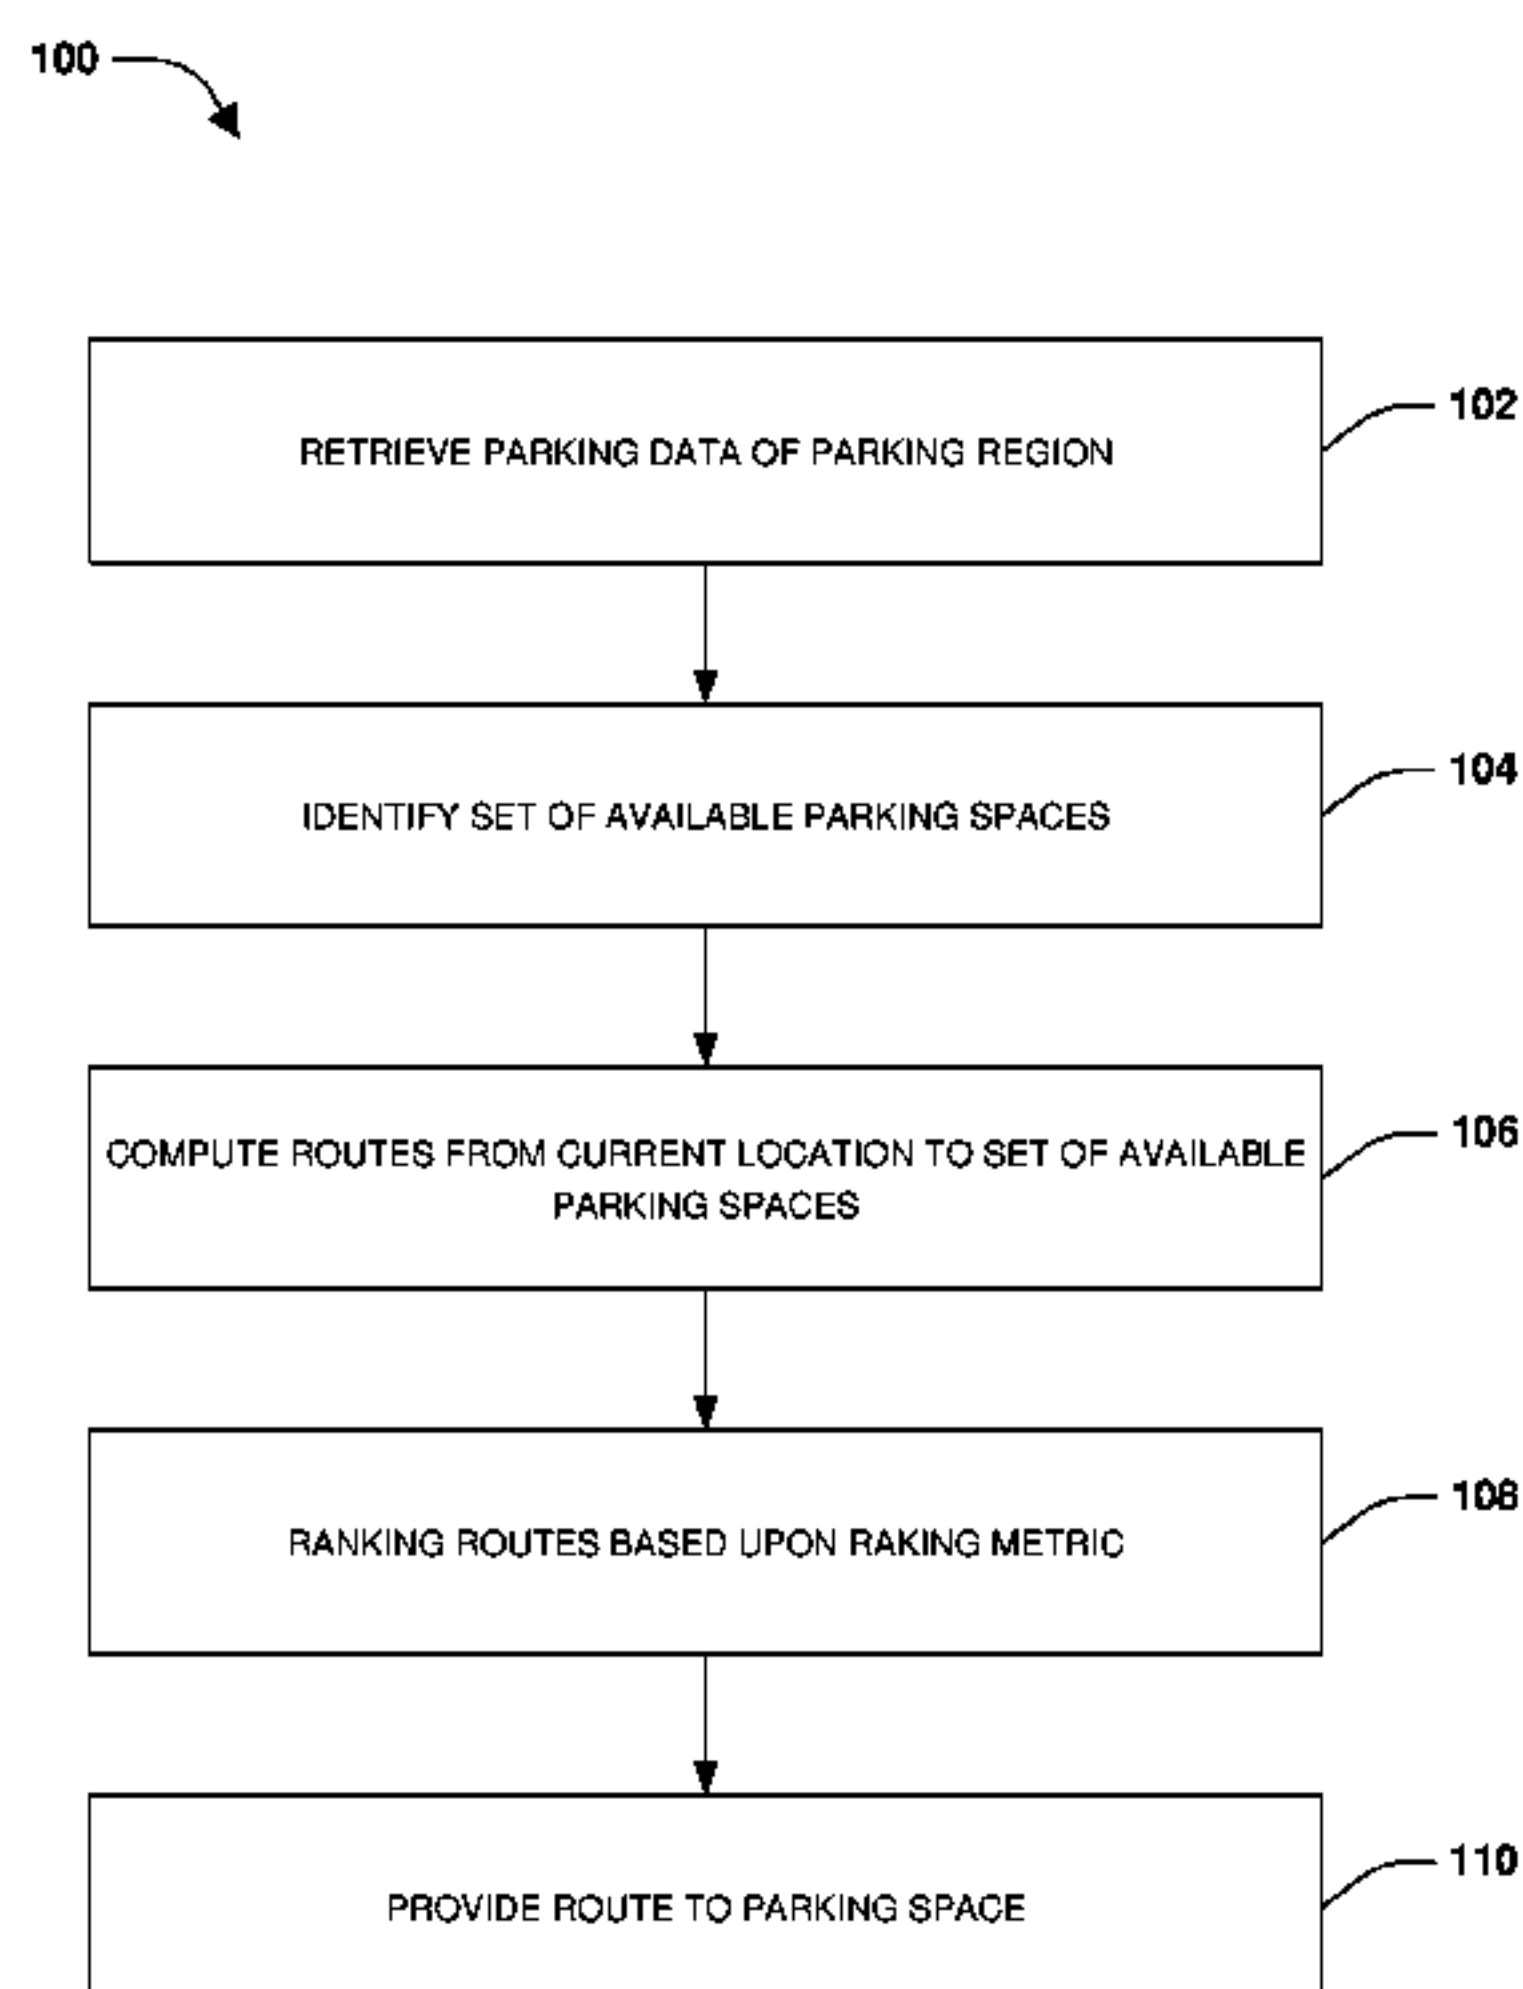 100
RETRIEVE PARKING DATA OF PARKING REGION
102
IDENTIFY SET OF AVAILABLE PARKING SPACES
104
COMPUTE ROUTES FROM CURRENT LOCATION TO SET OF AVAILABLE
PARKING SPACES
106
RANKING ROUTES BASED UPON RAKING METRIC
108
PROVIDE ROUTE TO PARKING SPACE
110